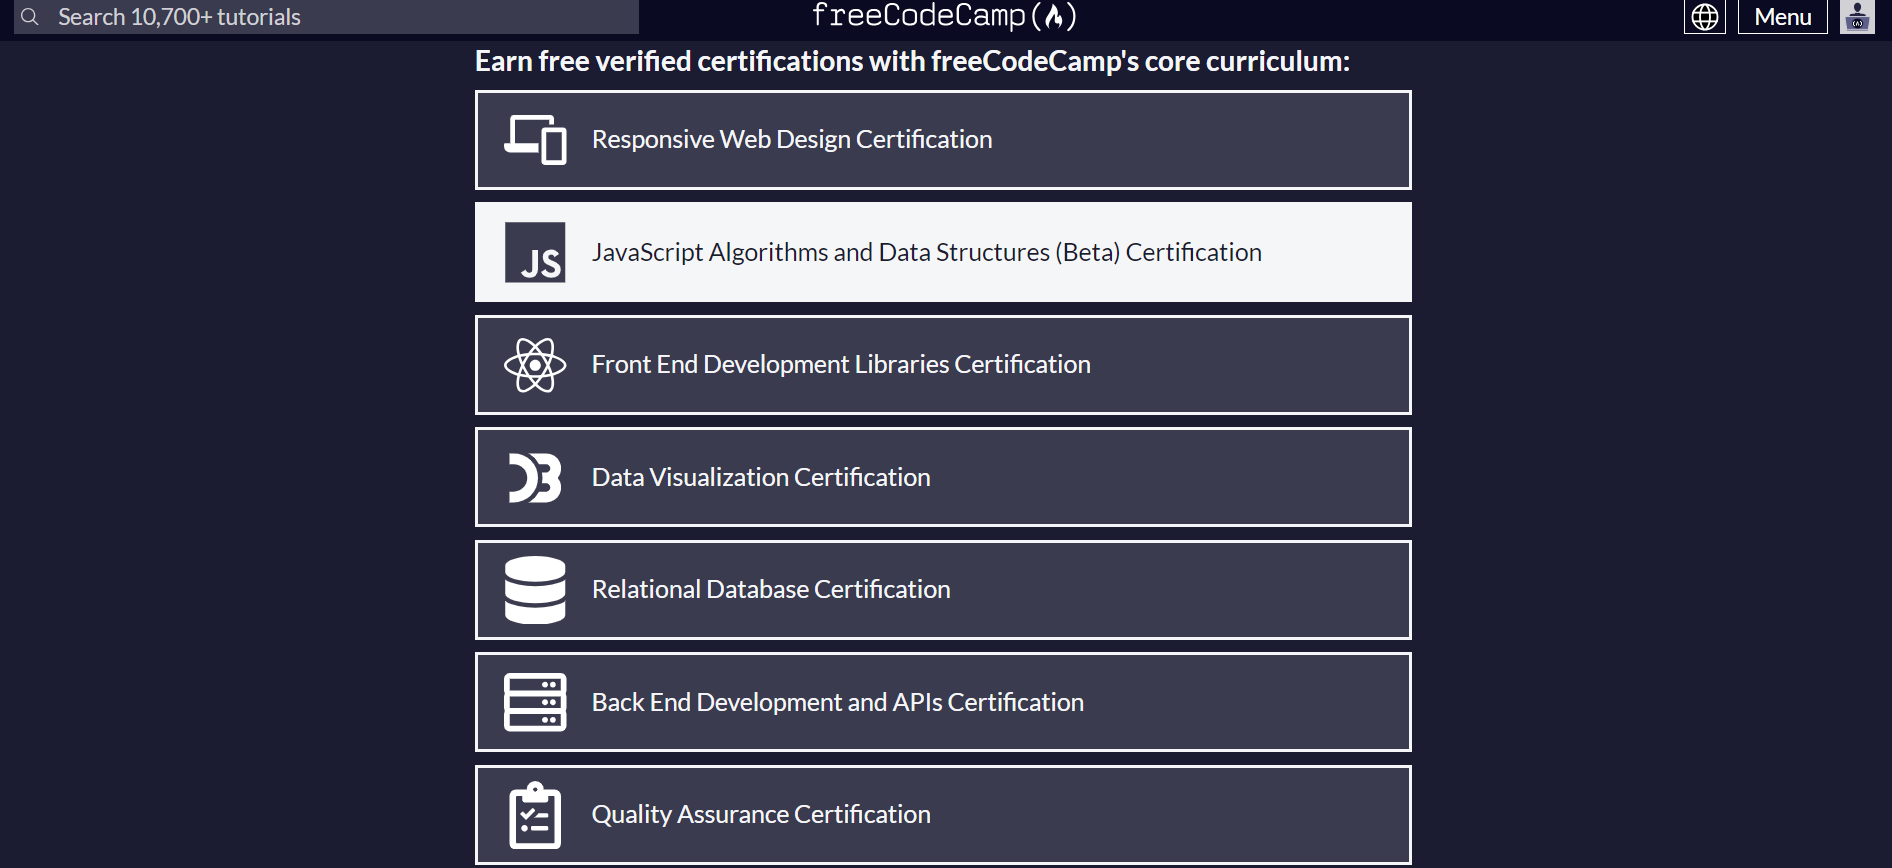 Search 10,700+ tutorials
freeCodeCamp(🔥)
Menu
Earn free verified certifications with freeCodeCamp's core curriculum:
Responsive Web Design Certification
JS
JavaScript Algorithms and Data Structures (Beta) Certification
Front End Development Libraries Certification
Data Visualization Certification
Relational Database Certification
Back End Development and APIs Certification
Quality Assurance Certification